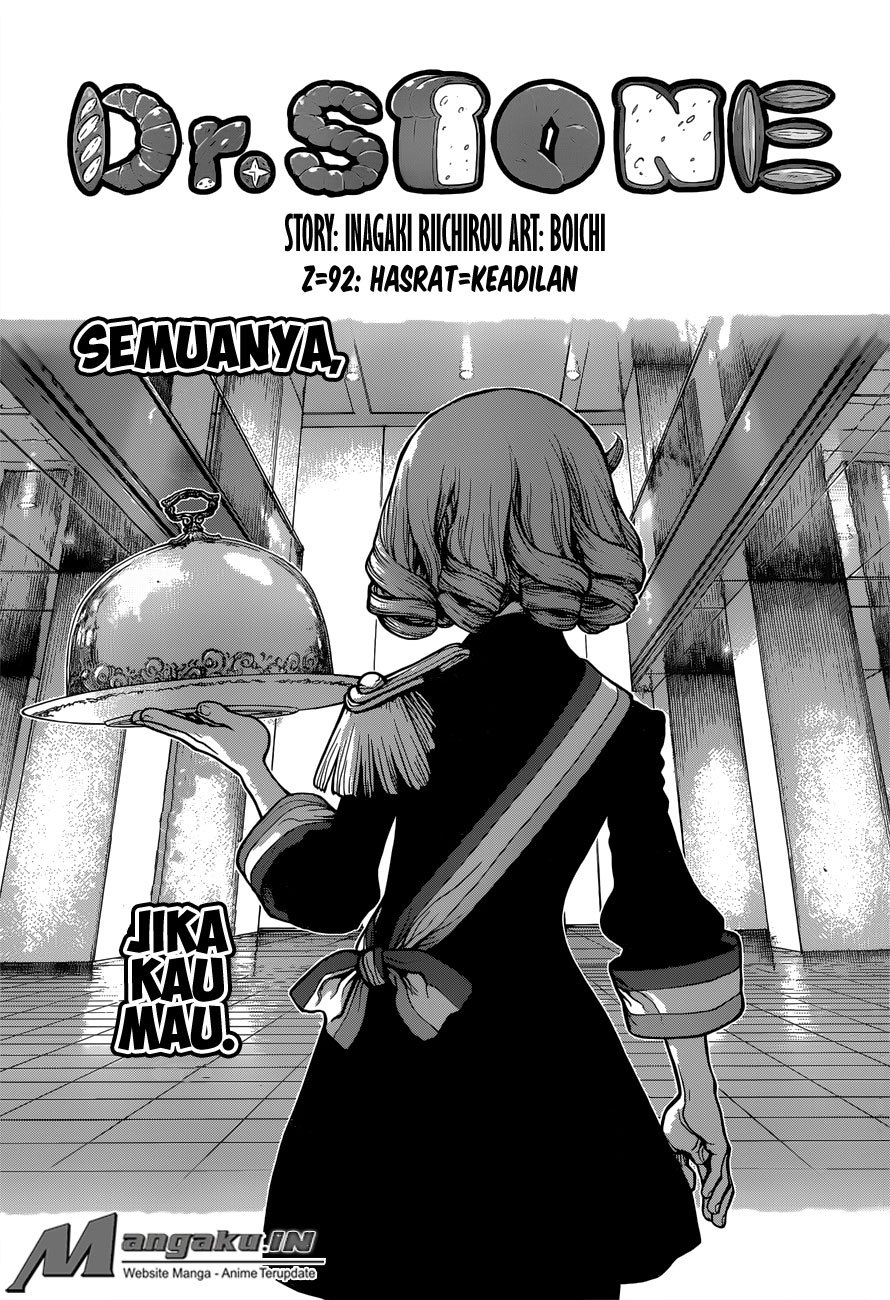 Dr.STONE
STORY: INAGAKI RIICHIROU ART: BOICHI
Z=92: HASRAT=KEADILAN
SEMUANYA,
JIKA
KAU
MAU.
Mangaku.iN
Website Manga - Anime Terupdate